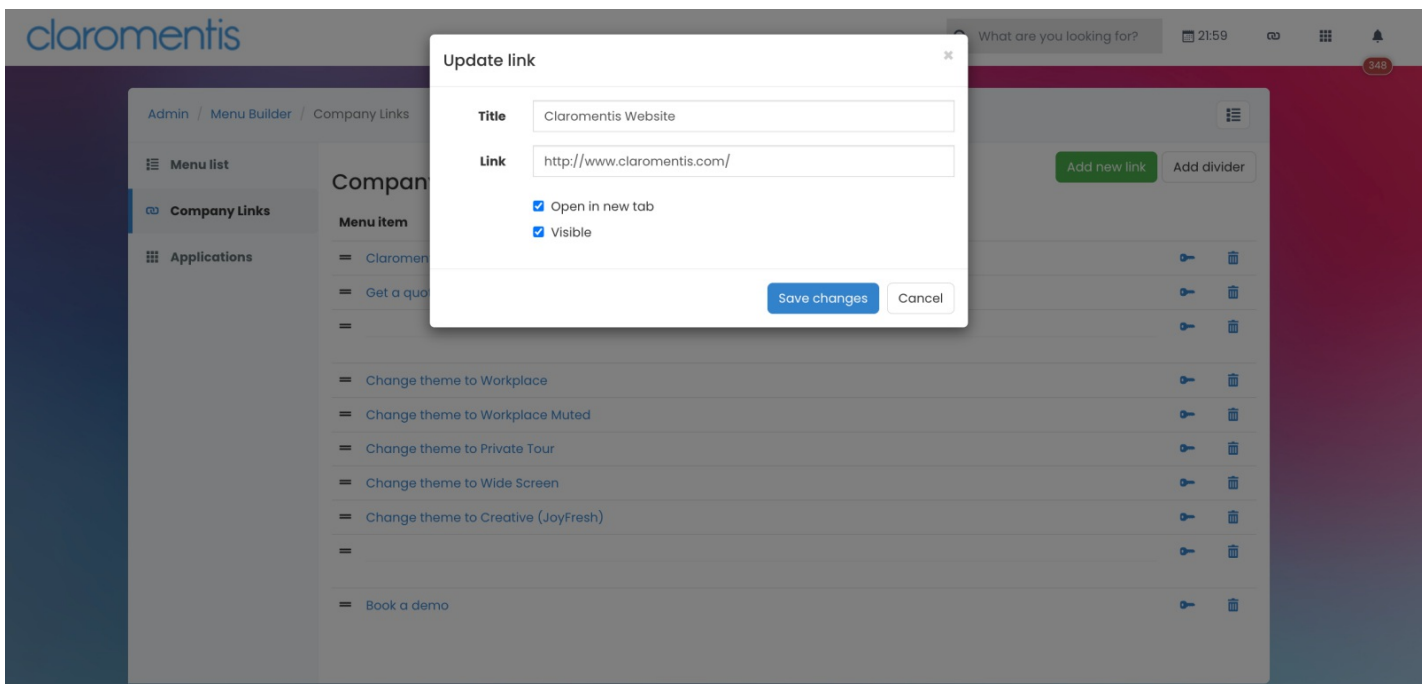 claromentis
What are you looking for?
21:59
348
Update link
×
Admin / Menu Builder / Company Links
Title
Claromentis Website
Link
http://www.claromentis.com/
Open in new tab
Visible
Save changes
Cancel
Menu list
Company Links
Applications
Compan
Add new link
Add divider
Menu item
Claromen
Get a quo
Change theme to Workplace
Change theme to Workplace Muted
Change theme to Private Tour
Change theme to Wide Screen
Change theme to Creative (JoyFresh)
Book a demo